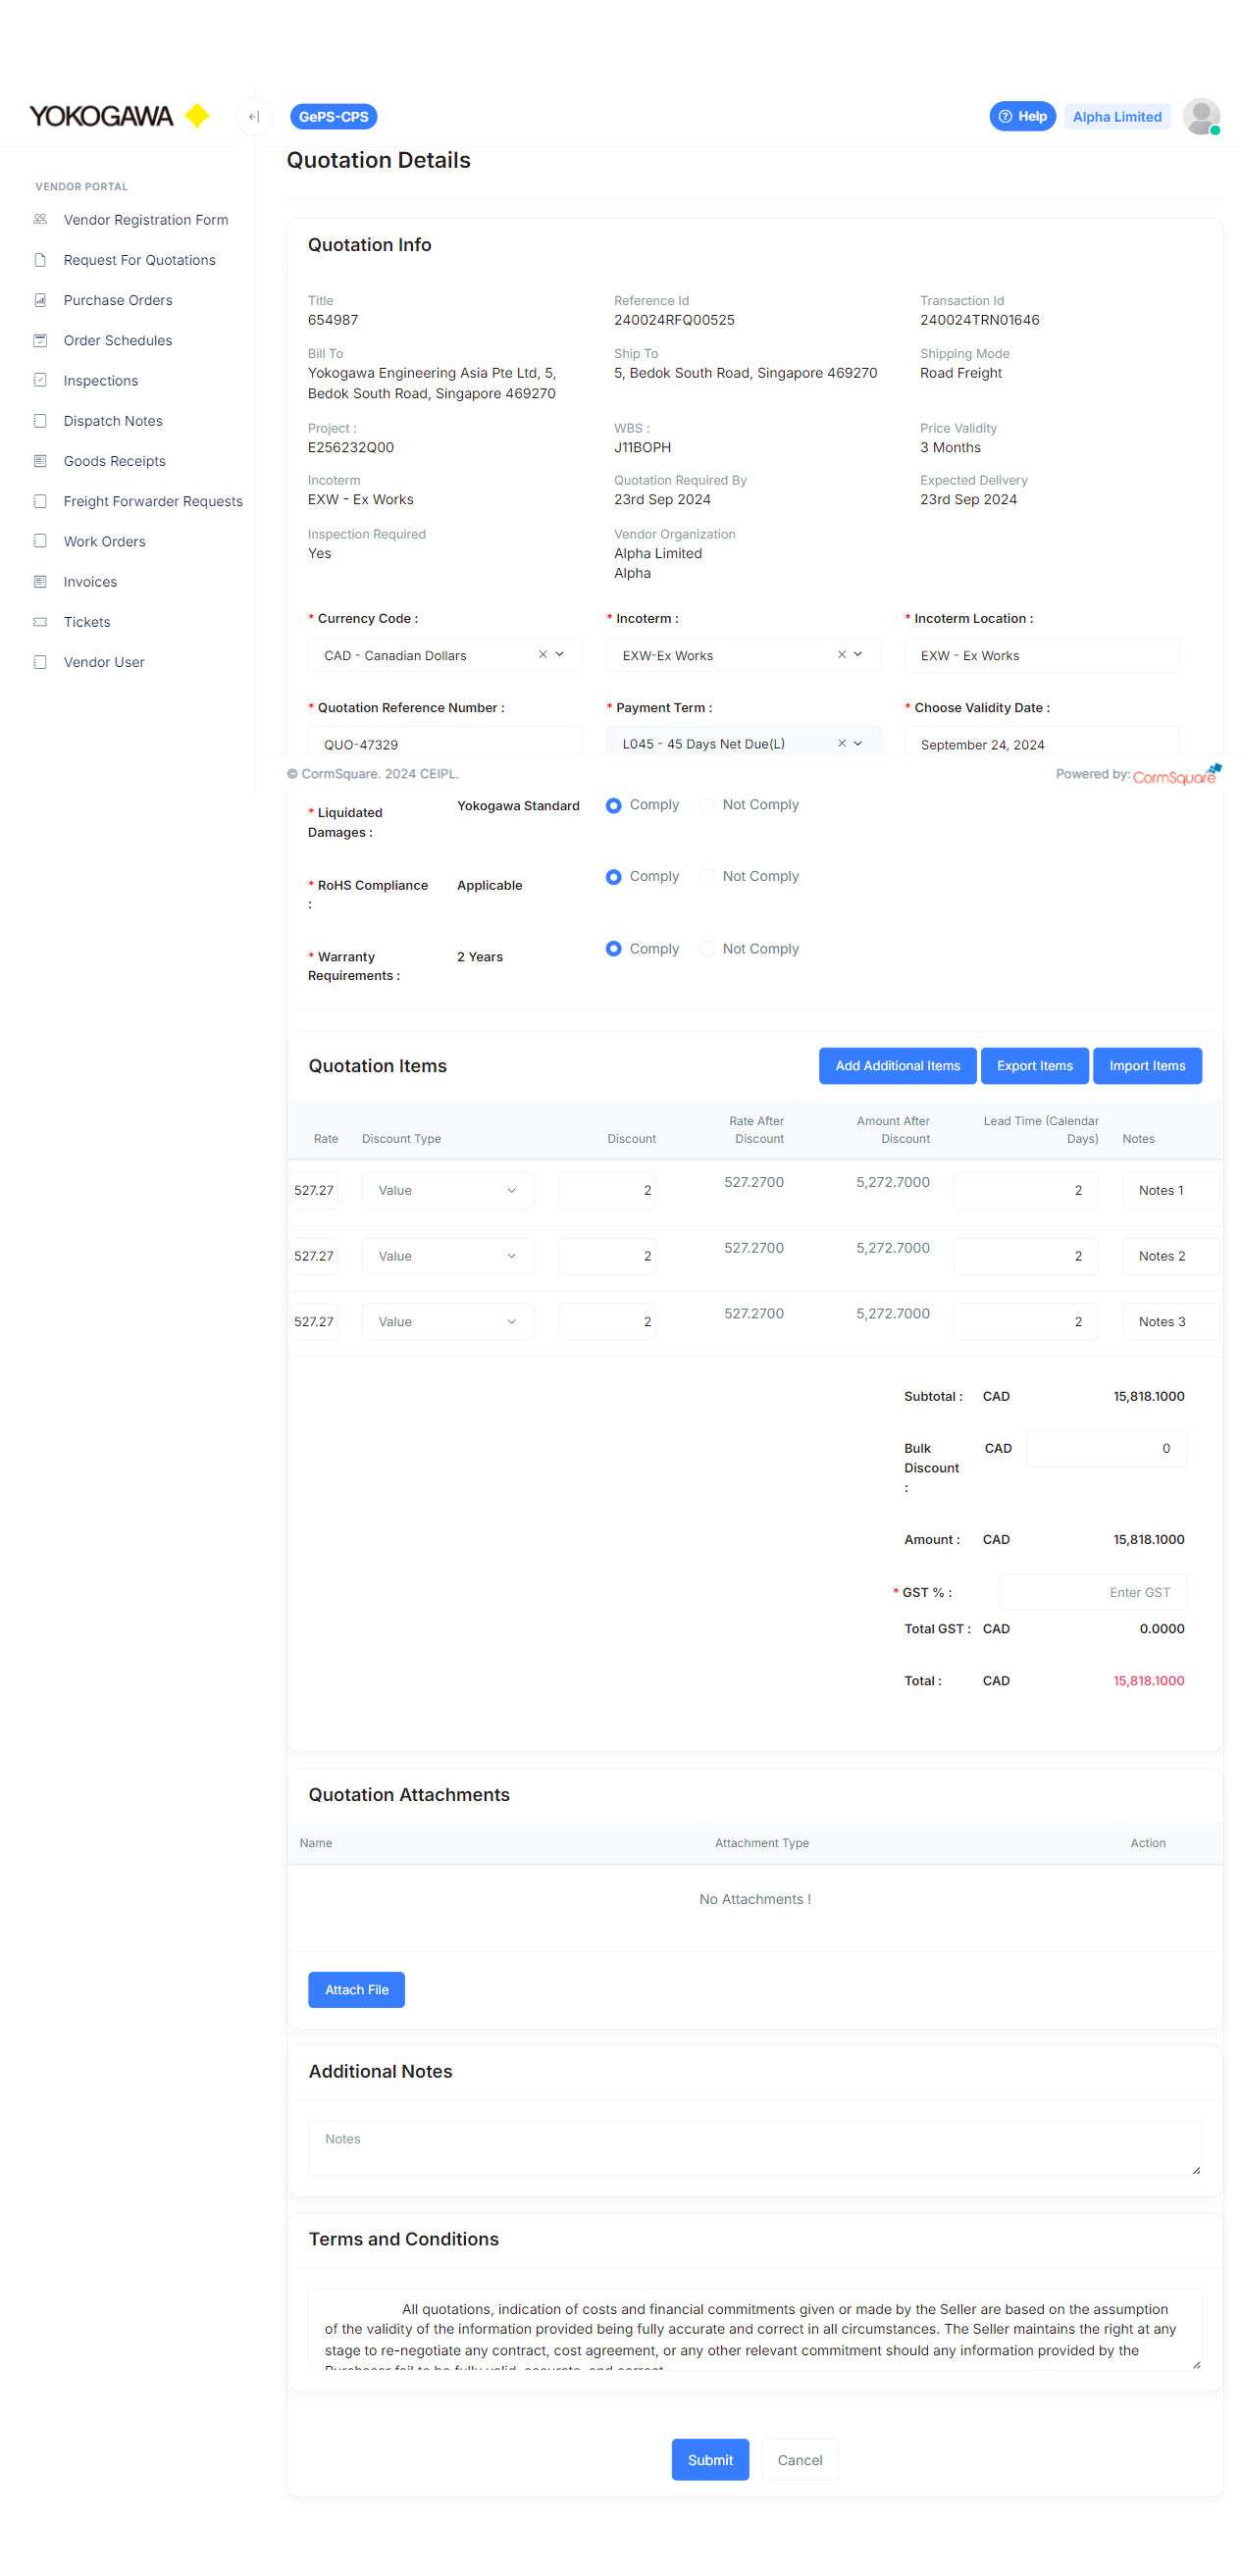 YOKOGAWA
GePS-CPS
Help
Alpha Limited
VENDOR PORTAL
Vendor Registration Form
Request For Quotations
Purchase Orders
Order Schedules
Inspections
Dispatch Notes
Goods Receipts
Freight Forwarder Requests
Work Orders
Invoices
Tickets
Vendor User
Quotation Details
Quotation Info
Title
654987
Reference Id
240024RFQ00525
Transaction Id
240024TRN01646
Bill To
Yokogawa Engineering Asia Pte Ltd, 5,
Bedok South Road, Singapore 469270
Ship To
5, Bedok South Road, Singapore 469270
Shipping Mode
Road Freight
Project :
E256232Q00
WBS :
J11BOPH
Price Validity
3 Months
Incoterm
EXW - Ex Works
Quotation Required By
23rd Sep 2024
Expected Delivery
23rd Sep 2024
Inspection Required
Yes
Vendor Organization
Alpha Limited
Alpha
* Currency Code :
CAD - Canadian Dollars
* Incoterm :
EXW-Ex Works
* Incoterm Location :
EXW - Ex Works
* Quotation Reference Number :
QUO-47329
* Payment Term :
L045 - 45 Days Net Due(L)
* Choose Validity Date :
September 24, 2024
© CormSquare. 2024 CEIPL.
Powered by: CormSquare
* Liquidated
Damages :
Yokogawa Standard
Comply Not Comply
* RoHS Compliance
:
Applicable
Comply Not Comply
* Warranty
Requirements :
2 Years
Comply Not Comply
Quotation Items
Add Additional Items
Export Items
Import Items
Rate
Discount Type
Discount
Rate After
Discount
Amount After
Discount
Lead Time (Calendar
Days)
Notes
527.27 Value 2 527.2700 5,272.7000 2 Notes 1
527.27 Value 2 527.2700 5,272.7000 2 Notes 2
527.27 Value 2 527.2700 5,272.7000 2 Notes 3
Subtotal : CAD 15,818.1000
Bulk
Discount
:
CAD 0
Amount : CAD 15,818.1000
* GST % : Enter GST
Total GST : CAD 0.0000
Total : CAD 15,818.1000
Quotation Attachments
Name Attachment Type Action
No Attachments !
Attach File
Additional Notes
Notes
Terms and Conditions
All quotations, indication of costs and financial commitments given or made by the Seller are based on the assumption
of the validity of the information provided being fully accurate and correct in all circumstances. The Seller maintains the right at any
stage to re-negotiate any contract, cost agreement, or any other relevant commitment should any information provided by the
Purchaser fail to be fully valid, accurate, and correct
Submit
Cancel